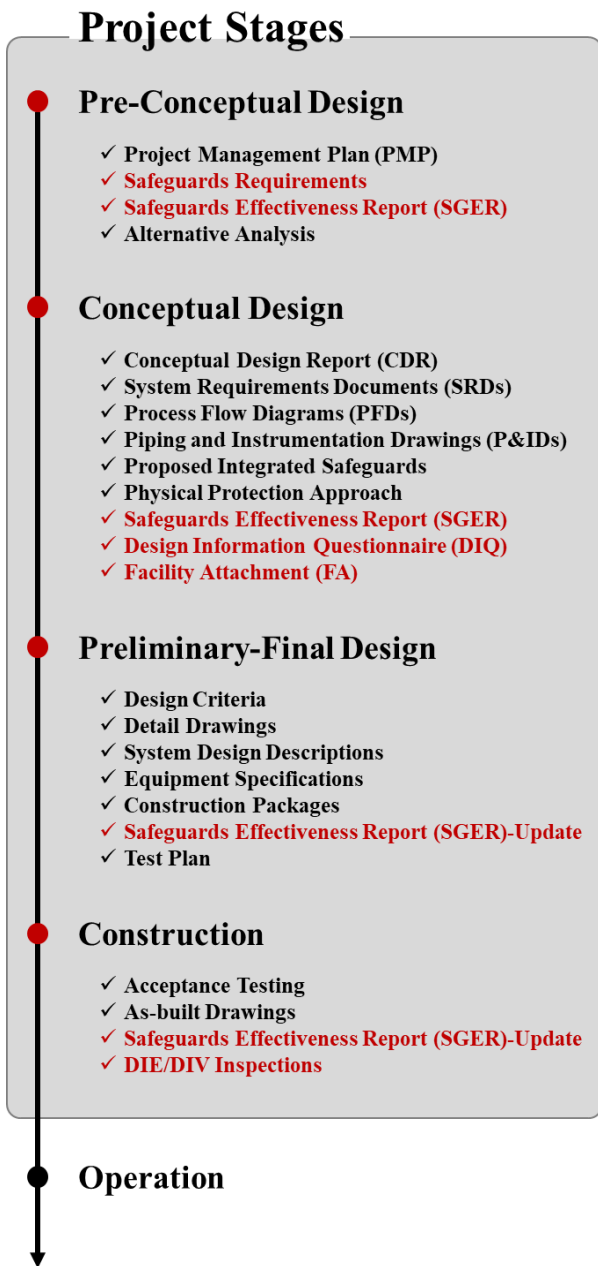 Project Stages
Pre-Conceptual Design
✓ Project Management Plan (PMP)
✓ Safeguards Requirements
✓ Safeguards Effectiveness Report (SGER)
✓ Alternative Analysis
Conceptual Design
✓ Conceptual Design Report (CDR)
✓ System Requirements Documents (SRDs)
✓ Process Flow Diagrams (PFDs)
✓ Piping and Instrumentation Drawings (P&IDs)
✓ Proposed Integrated Safeguards
✓ Physical Protection Approach
✓ Safeguards Effectiveness Report (SGER)
✓ Design Information Questionnaire (DIQ)
✓ Facility Attachment (FA)
Preliminary-Final Design
✓ Design Criteria
✓ Detail Drawings
✓ System Design Descriptions
✓ Equipment Specifications
✓ Construction Packages
✓ Safeguards Effectiveness Report (SGER)-Update
✓ Test Plan
Construction
✓ Acceptance Testing
✓ As-built Drawings
✓ Safeguards Effectiveness Report (SGER)-Update
✓ DIE/DIV Inspections
Operation